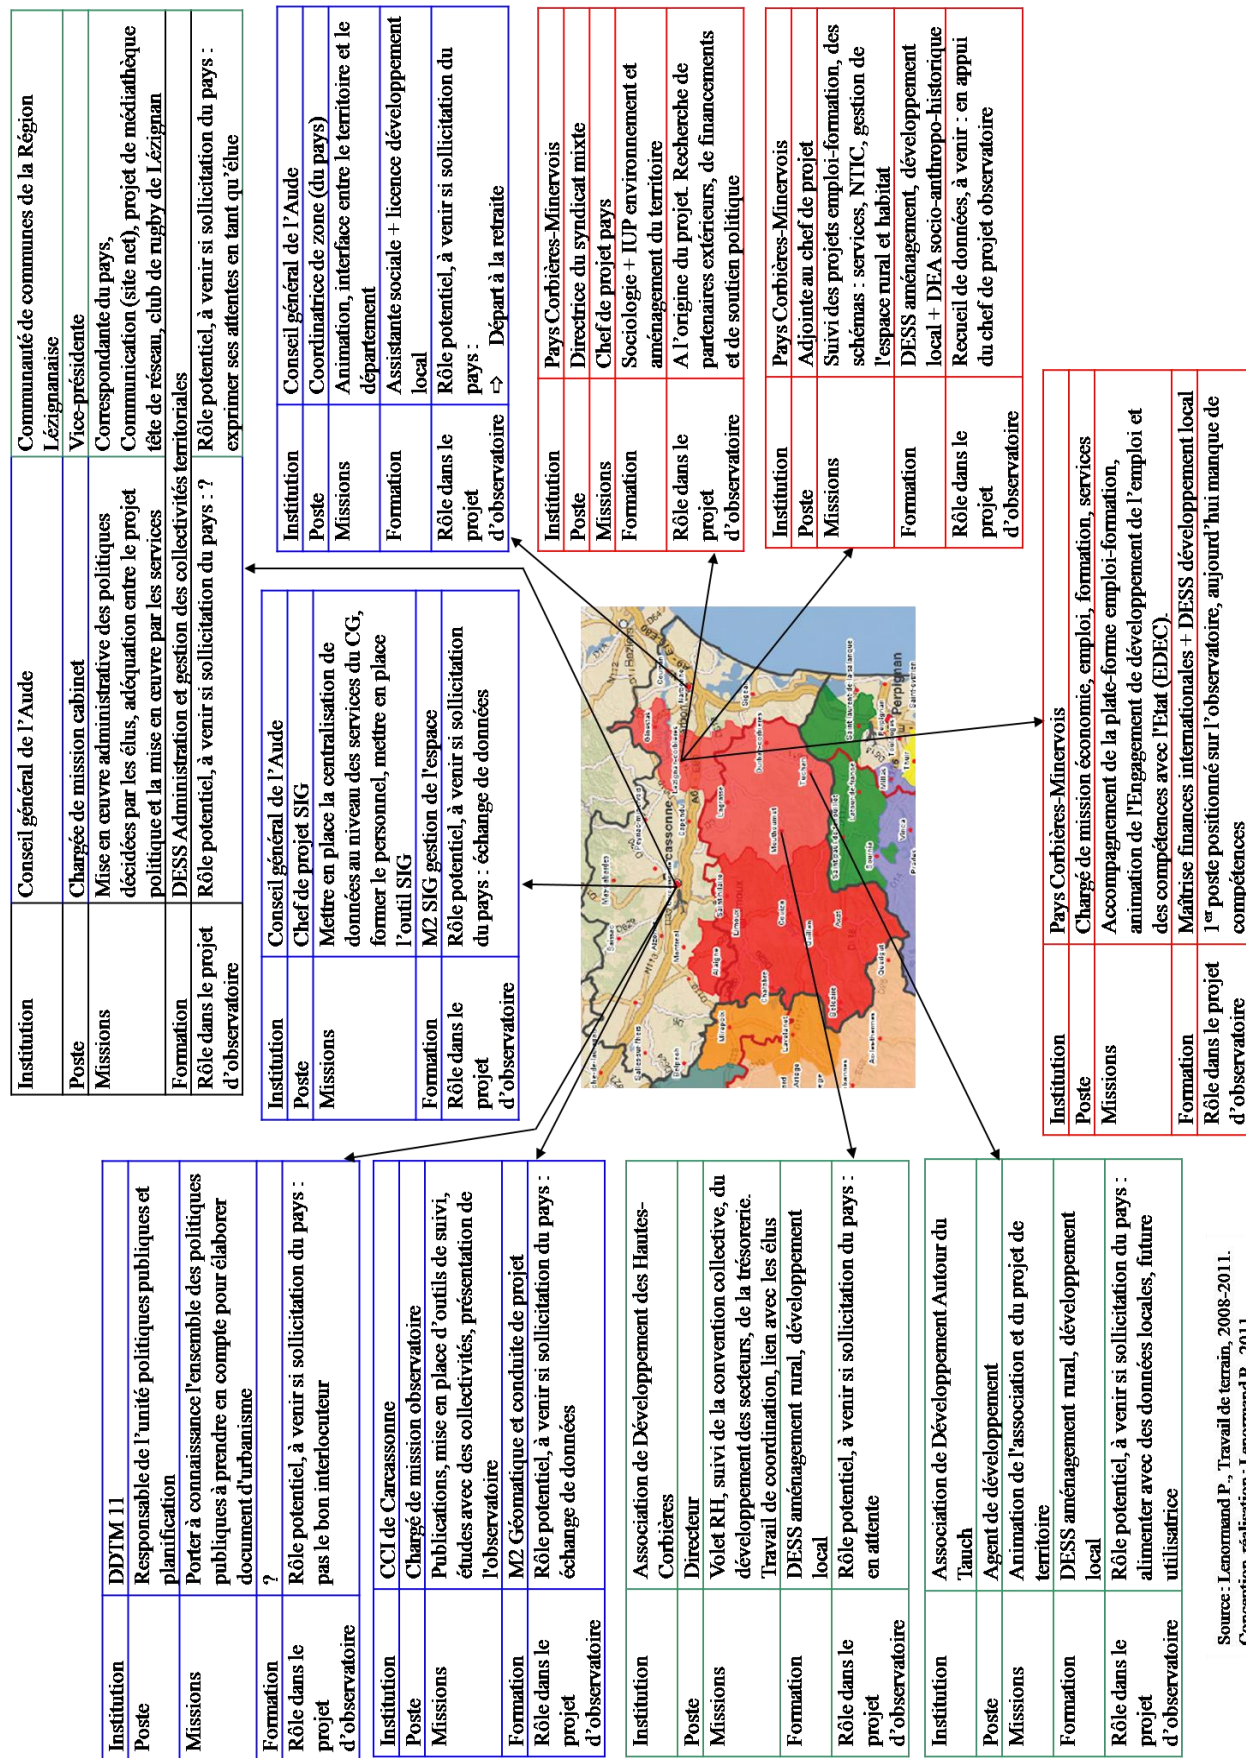 Institution Conseil général de l'Aude Communauté de communes de la Région
Lézignanaise
Poste Chargée de mission cabinet Vice-présidente
Missions Mise en œuvre administrative des politiques Correspondante du pays,
décidées par les élus, adéquation entre le projet Communication (site net), projet de médiathèque
politique et la mise en œuvre par les services tête de réseau, club de rugby de Lézignan
Formation DESS Administration et gestion des collectivités territoriales
Rôle dans le projet Rôle potentiel, à venir si sollicitation du pays : ? Rôle potentiel, à venir si sollicitation du pays :
d'observatoire exprimer ses attentes en tant qu'élue
Institution DDTM 11
Poste Responsable de l'unité politiques publiques et
planification
Missions Porter à connaissance l'ensemble des politiques
publiques à prendre en compte pour élaborer
document d'urbanisme
Formation ?
Rôle dans le Rôle potentiel, à venir si sollicitation du pays :
projet pas le bon interlocuteur
d'observatoire
Institution Conseil général de l'Aude
Poste Chef de projet SIG
Missions Mettre en place la centralisation de
données au niveau des services du CG,
former le personnel, mettre en place
l'outil SIG
Formation M2 SIG gestion de l'espace
Rôle dans le Rôle potentiel, à venir si sollicitation
projet du pays : échange de données
d'observatoire
Institution Conseil général de l'Aude
Poste Coordinatrice de zone (du pays)
Missions Animation, interface entre le territoire et le
département
Formation Assistante sociale + licence développement
local
Rôle dans le Rôle potentiel, à venir si sollicitation du
projet pays :
d'observatoire ⇨ Départ à la retraite
Institution CCI de Carcassonne
Poste Chargé de mission observatoire
Missions Publications, mise en place d'outils de suivi,
études avec des collectivités, présentation de
l'observatoire
Formation M2 Géomatique et conduite de projet
Rôle dans le Rôle potentiel, à venir si sollicitation du pays :
projet échange de données
d'observatoire
Institution Pays Corbières-Minervois
Poste Directrice du syndicat mixte
Missions Chef de projet pays
Formation Sociologie + IUP environnement et
aménagement du territoire
Rôle dans le A l'origine du projet. Recherche de
projet partenaires extérieurs, de financements
d'observatoire et de soutien politique
Institution Association de Développement des Hautes-
Corbières
Poste Directeur
Missions Volet RH, suivi de la convention collective, du
développement des secteurs, de la trésorerie.
Travail de coordination, lien avec les élus
Formation DESS aménagement rural, développement
local
Rôle dans le Rôle potentiel, à venir si sollicitation du pays :
projet en attente
d'observatoire
Limoux
Mouthoumet
Tuchan
Lagrasse
Quillan
Axat
Perpignan
Institution Pays Corbières-Minervois
Poste Adjointe au chef de projet
Missions Suivi des projets emploi-formation, des
schémas : services, NTIC, gestion de
l'espace rural et habitat
Formation DESS aménagement, développement
local + DEA socio-anthropo-historique
Rôle dans le Recueil de données, à venir : en appui
projet du chef de projet observatoire
d'observatoire
Institution Association de Développement Autour du
Tauch
Poste Agent de développement
Missions Animation de l'association et du projet de
territoire
Formation DESS aménagement rural, développement
local
Rôle dans le Rôle potentiel, à venir si sollicitation du pays :
projet alimenter avec des données locales, future
d'observatoire utilisatrice
Institution Pays Corbières-Minervois
Poste Chargé de mission économie, emploi, formation, services
Missions Accompagnement de la plate-forme emploi-formation,
animation de l'Engagement de développement de l'emploi et
des compétences avec l'Etat (EDEC).
Formation Maîtrise finances internationales + DESS développement local
Rôle dans le projet 1er poste positionné sur l'observatoire, aujourd'hui manque de
d'observatoire compétences
Source : Lenormand P., Travail de terrain, 2008-2011.
Conception-réalisation : Lenormand P., 2011